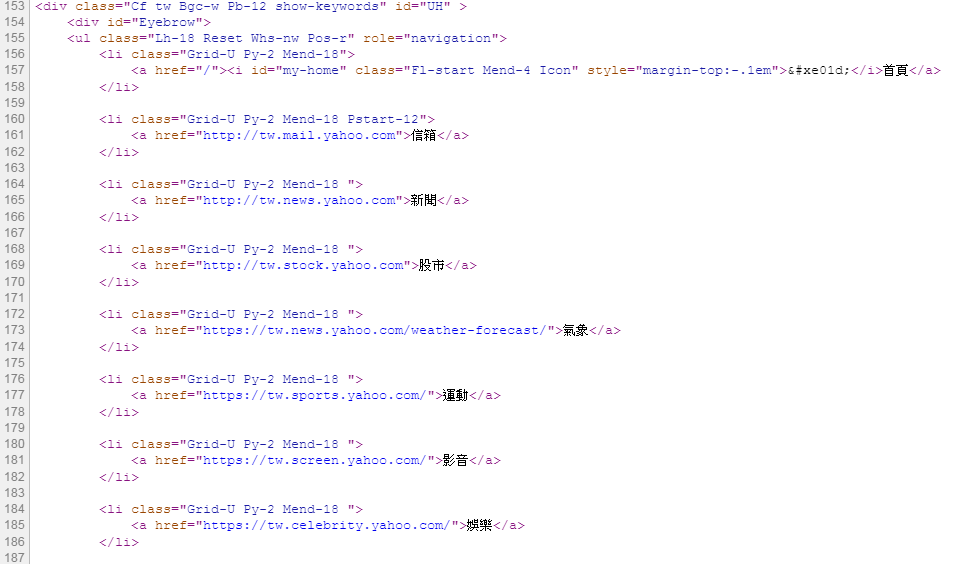 153 <div class="Cf tw Bgc-w Pb-12 show-keywords" id="UH" >
154     <div id="Eyebrow">
155     <ul class="Lh-18 Reset Whs-nw Pos-r" role="navigation">
156         <li class="Grid-U Py-2 Mend-18">
157             <a href="/"><i id="my-home" class="Fl-start Mend-4 Icon" style="margin-top:-.1em">&#xe01d;</i>首頁</a>
158         </li>
159
160         <li class="Grid-U Py-2 Mend-18 Pstart-12">
161             <a href="http://tw.mail.yahoo.com">信箱</a>
162         </li>
163
164         <li class="Grid-U Py-2 Mend-18 ">
165             <a href="http://tw.news.yahoo.com">新聞</a>
166         </li>
167
168         <li class="Grid-U Py-2 Mend-18 ">
169             <a href="http://tw.stock.yahoo.com">股市</a>
170         </li>
171
172         <li class="Grid-U Py-2 Mend-18 ">
173             <a href="https://tw.news.yahoo.com/weather-forecast/">氣象</a>
174         </li>
175
176         <li class="Grid-U Py-2 Mend-18 ">
177             <a href="https://tw.sports.yahoo.com/">運動</a>
178         </li>
179
180         <li class="Grid-U Py-2 Mend-18 ">
181             <a href="https://tw.screen.yahoo.com/">影音</a>
182         </li>
183
184         <li class="Grid-U Py-2 Mend-18 ">
185             <a href="https://tw.celebrity.yahoo.com/">娛樂</a>
186         </li>
187